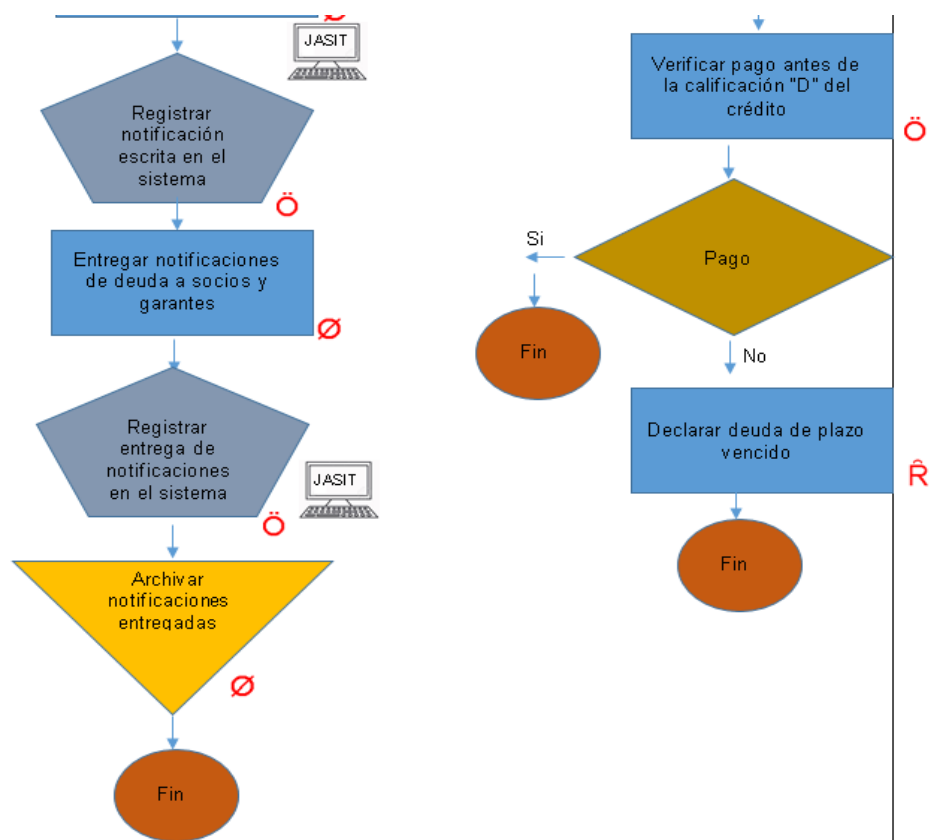 JASIT
Registrar
notificación
escrita en el
sistema
Ö
Entregar notificaciones
de deuda a socios y
garantes
Ø
Registrar
entrega de
notificaciones
en el sistema
JASIT
Ö
Archivar
notificaciones
entregadas
Ø
Fin
Verificar pago antes de
la calificación "D" del
crédito
Ö
Pago
Si
Fin
No
Declarar deuda de plazo
vencido
R̂
Fin